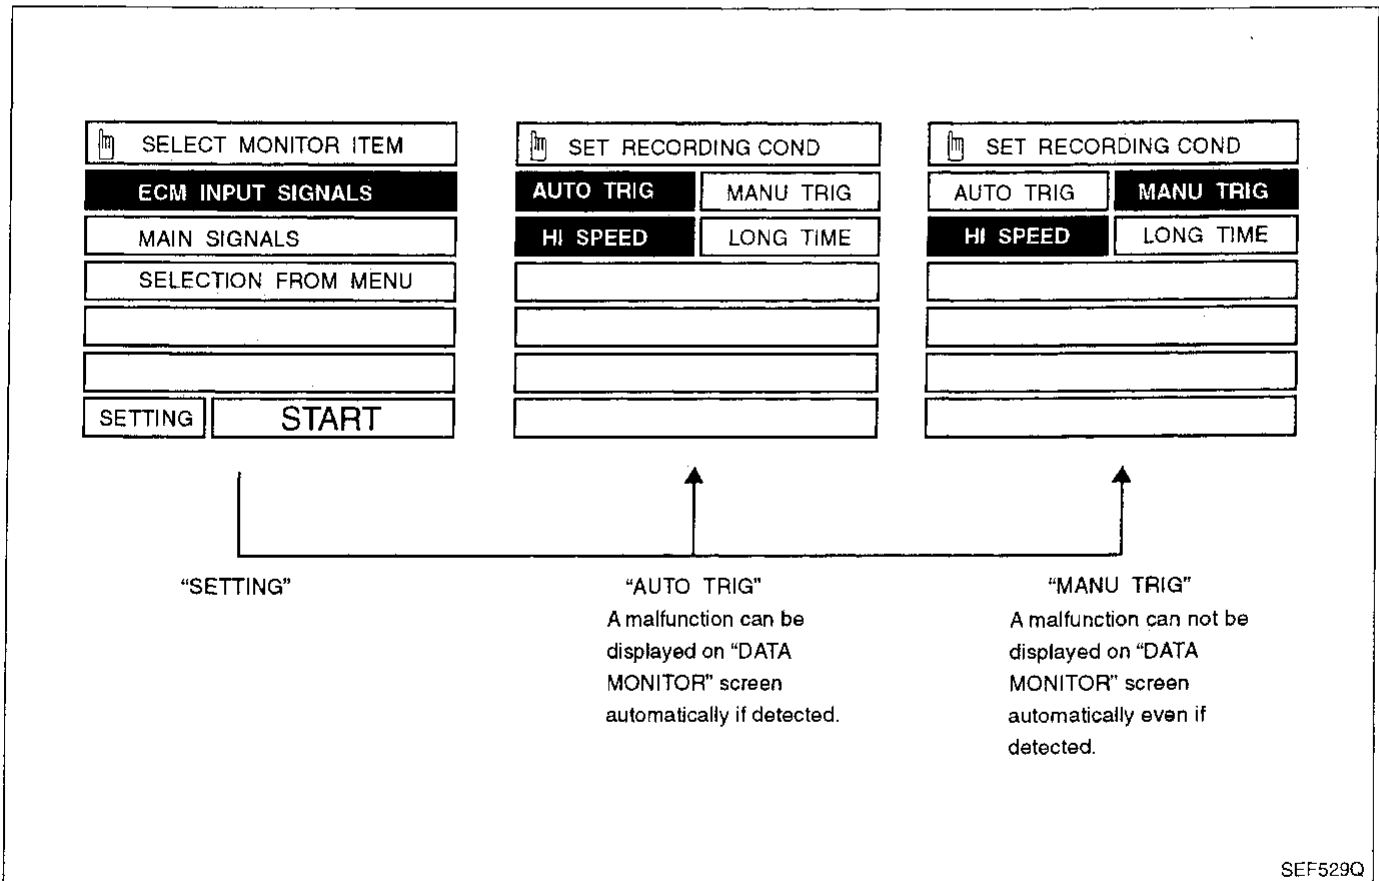 SELECT MONITOR ITEM
ECM INPUT SIGNALS
MAIN SIGNALS
SELECTION FROM MENU
SETTING START
SET RECORDING COND
AUTO TRIG MANU TRIG
HI SPEED LONG TIME
SET RECORDING COND
AUTO TRIG MANU TRIG
HI SPEED LONG TIME
“SETTING”
“AUTO TRIG”
A malfunction can be
displayed on “DATA
MONITOR” screen
automatically if detected.
“MANU TRIG”
A malfunction can not be
displayed on “DATA
MONITOR” screen
automatically even if
detected.
SEF529Q